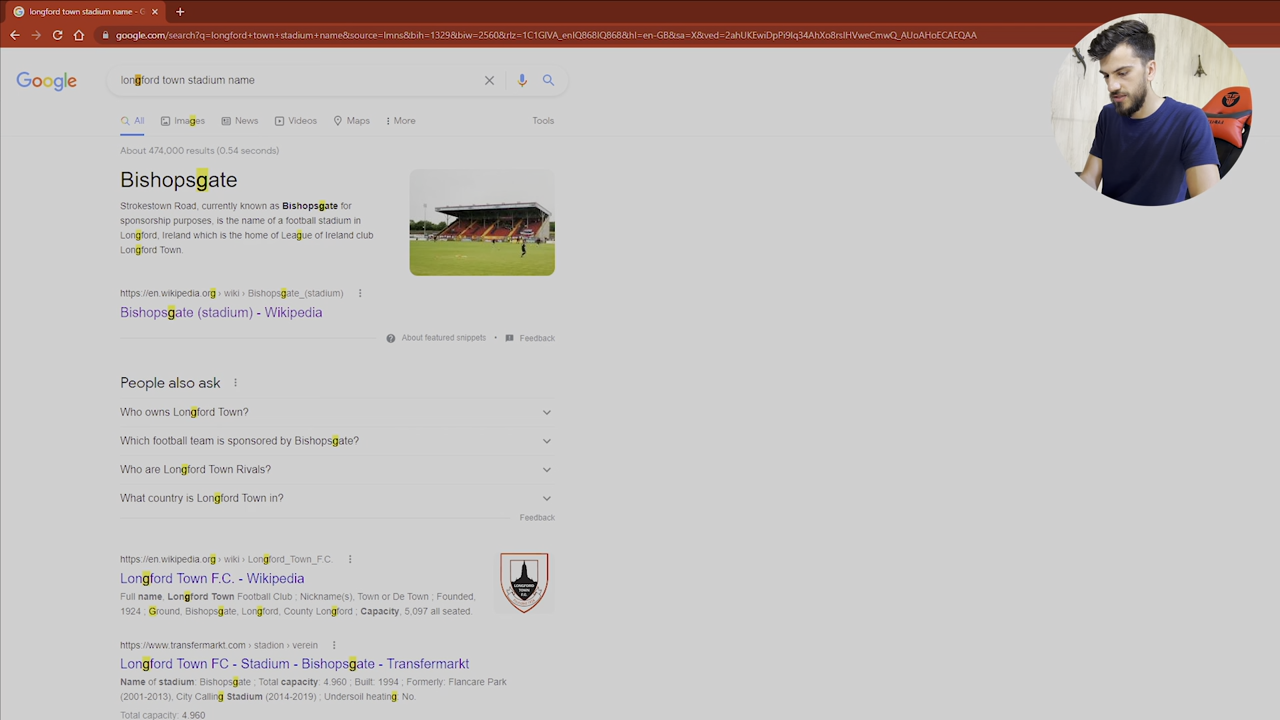 longford town stadium name - G
google.com/search?q=longford+town+stadium+name&source=lmns&bih=1329&biw=2560&rlz=1C1GIVA_enIQ868IQ868&hl=en-GB&sa=X&ved=2ahUKEwiDpPi9Iq34AhXo8rsIHVweCmwQ_AUoAHoECAEQAA
Google
longford town stadium name
All Images News Videos Maps More Tools
About 474,000 results (0.54 seconds)
Bishopsgate
Strokestown Road, currently known as Bishopsgate for
sponsorship purposes, is the name of a football stadium in
Longford, Ireland which is the home of League of Ireland club
Longford Town.
https://en.wikipedia.org › wiki › Bishopsgate_(stadium)
Bishopsgate (stadium) - Wikipedia
About featured snippets • Feedback
People also ask
Who owns Longford Town?
Which football team is sponsored by Bishopsgate?
Who are Longford Town Rivals?
What country is Longford Town in?
Feedback
https://en.wikipedia.org › wiki › Longford_Town_F.C.
Longford Town F.C. - Wikipedia
Full name, Longford Town Football Club ; Nickname(s), Town or De Town ; Founded,
1924 ; Ground, Bishopsgate, Longford, County Longford ; Capacity, 5,097 all seated.
LONGFORD
TOWN
F.C.
https://www.transfermarkt.com › stadion › verein
Longford Town FC - Stadium - Bishopsgate - Transfermarkt
Name of stadium: Bishopsgate ; Total capacity: 4.960 ; Built: 1994 ; Formerly: Flancare Park
(2001-2013), City Calling Stadium (2014-2019) ; Undersoil heating: No.
Total capacity: 4.960